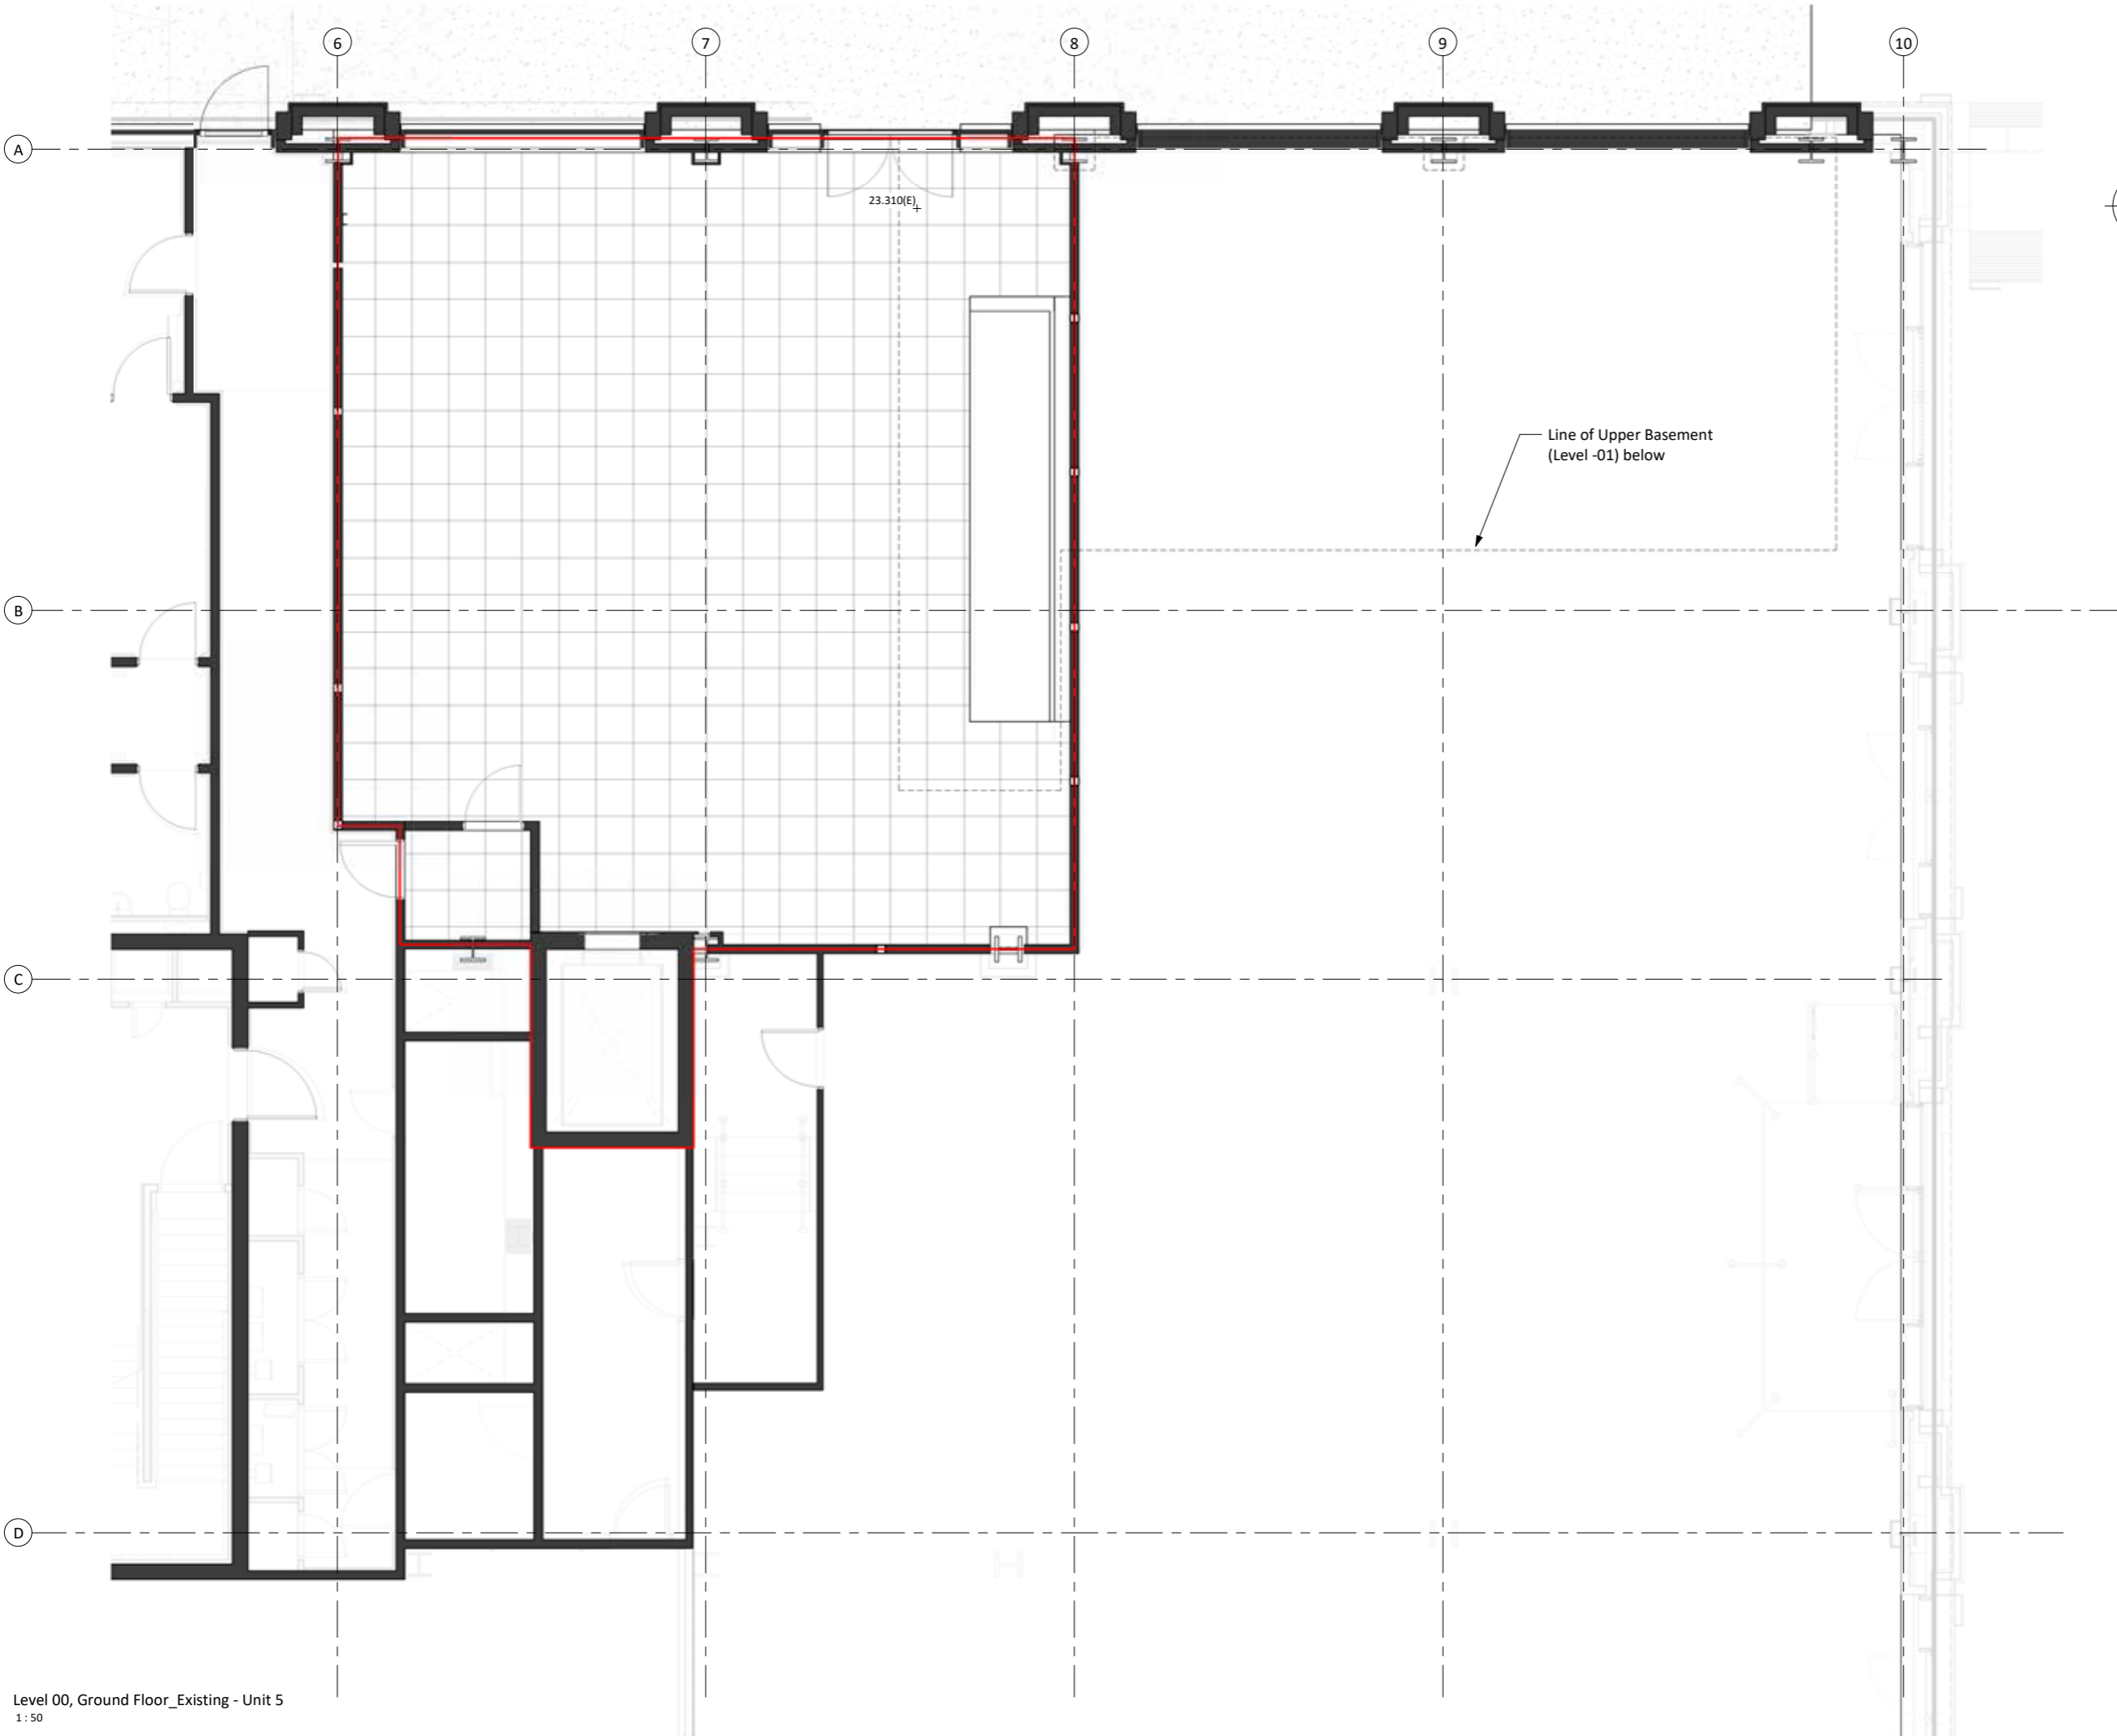 6
7
8
9
10
A
23.310(E)
Line of Upper Basement
(Level -01) below
B
C
D
Level 00, Ground Floor_Existing - Unit 5
1 : 50